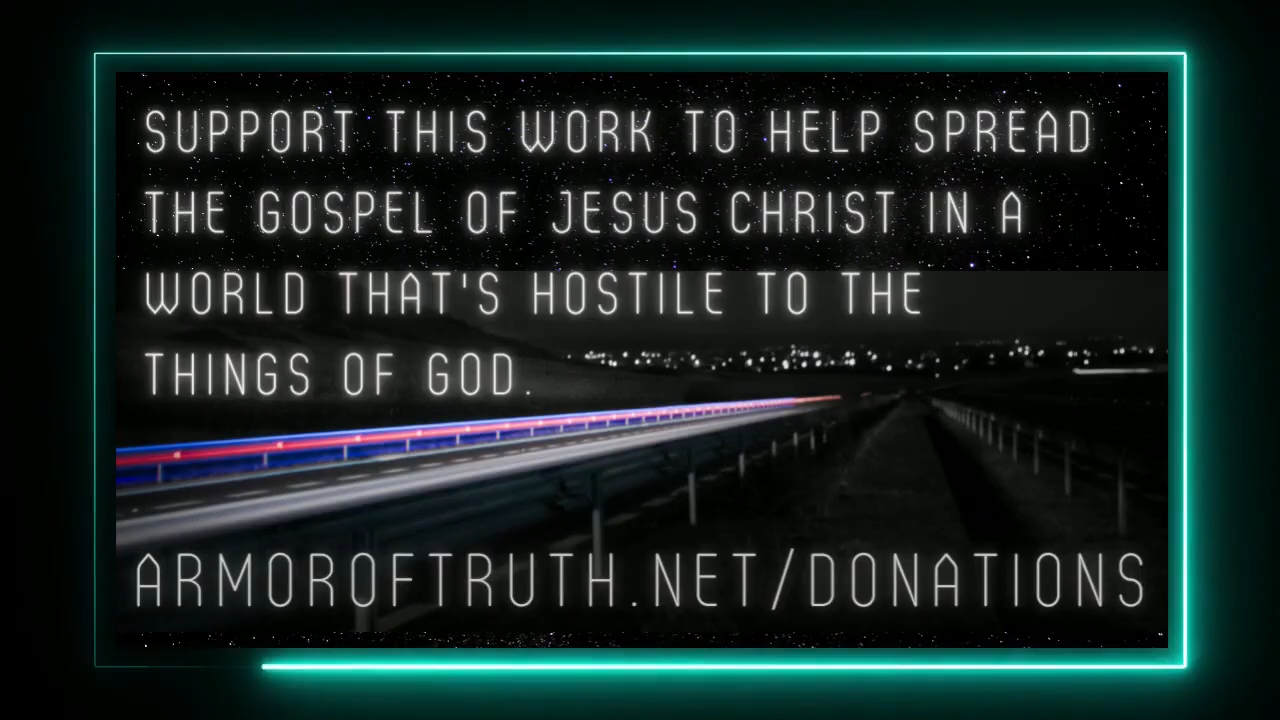 SUPPORT THIS WORK TO HELP SPREAD
THE GOSPEL OF JESUS CHRIST IN A
WORLD THAT'S HOSTILE TO THE
THINGS OF GOD.
ARMOROFTRUTH.NET/DONATIONS